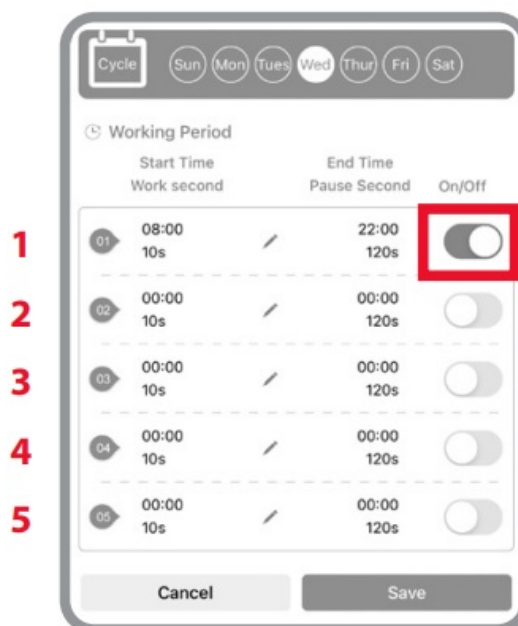 Cycle Sun Mon Tues Wed Thur Fri Sat
Working Period
Start Time End Time
Work second Pause Second On/Off
1 01 08:00 22:00
10s 120s
2 02 00:00 00:00
10s 120s
3 03 00:00 00:00
10s 120s
4 04 00:00 00:00
10s 120s
5 05 00:00 00:00
10s 120s
Cancel Save